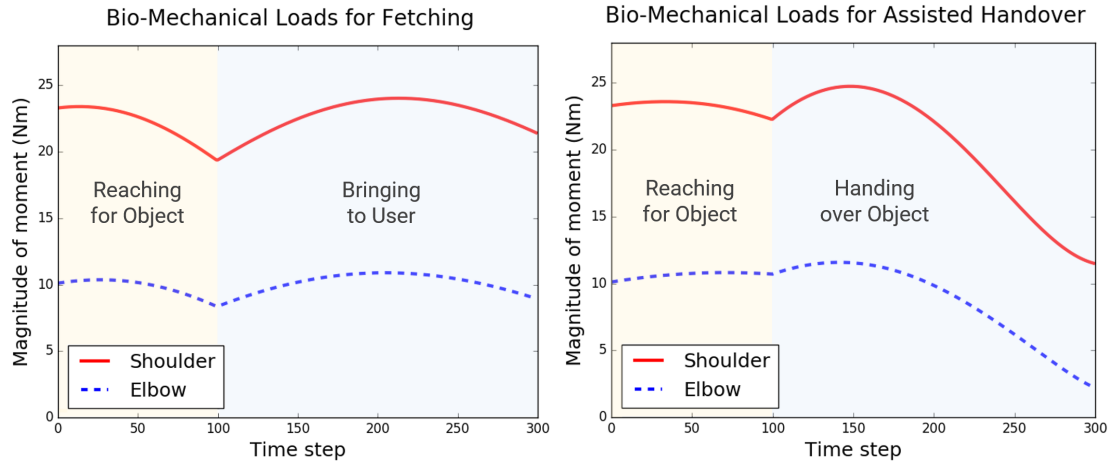 Bio-Mechanical Loads for Fetching
Magnitude of moment (Nm)
25
20
15
10
5
0
Reaching
for Object
Bringing
to User
Shoulder
Elbow
0 50 100 150 200 250 300
Time step
Bio-Mechanical Loads for Assisted Handover
Magnitude of moment (Nm)
25
20
15
10
5
0
Reaching
for Object
Handing
over Object
Shoulder
Elbow
0 50 100 150 200 250 300
Time step